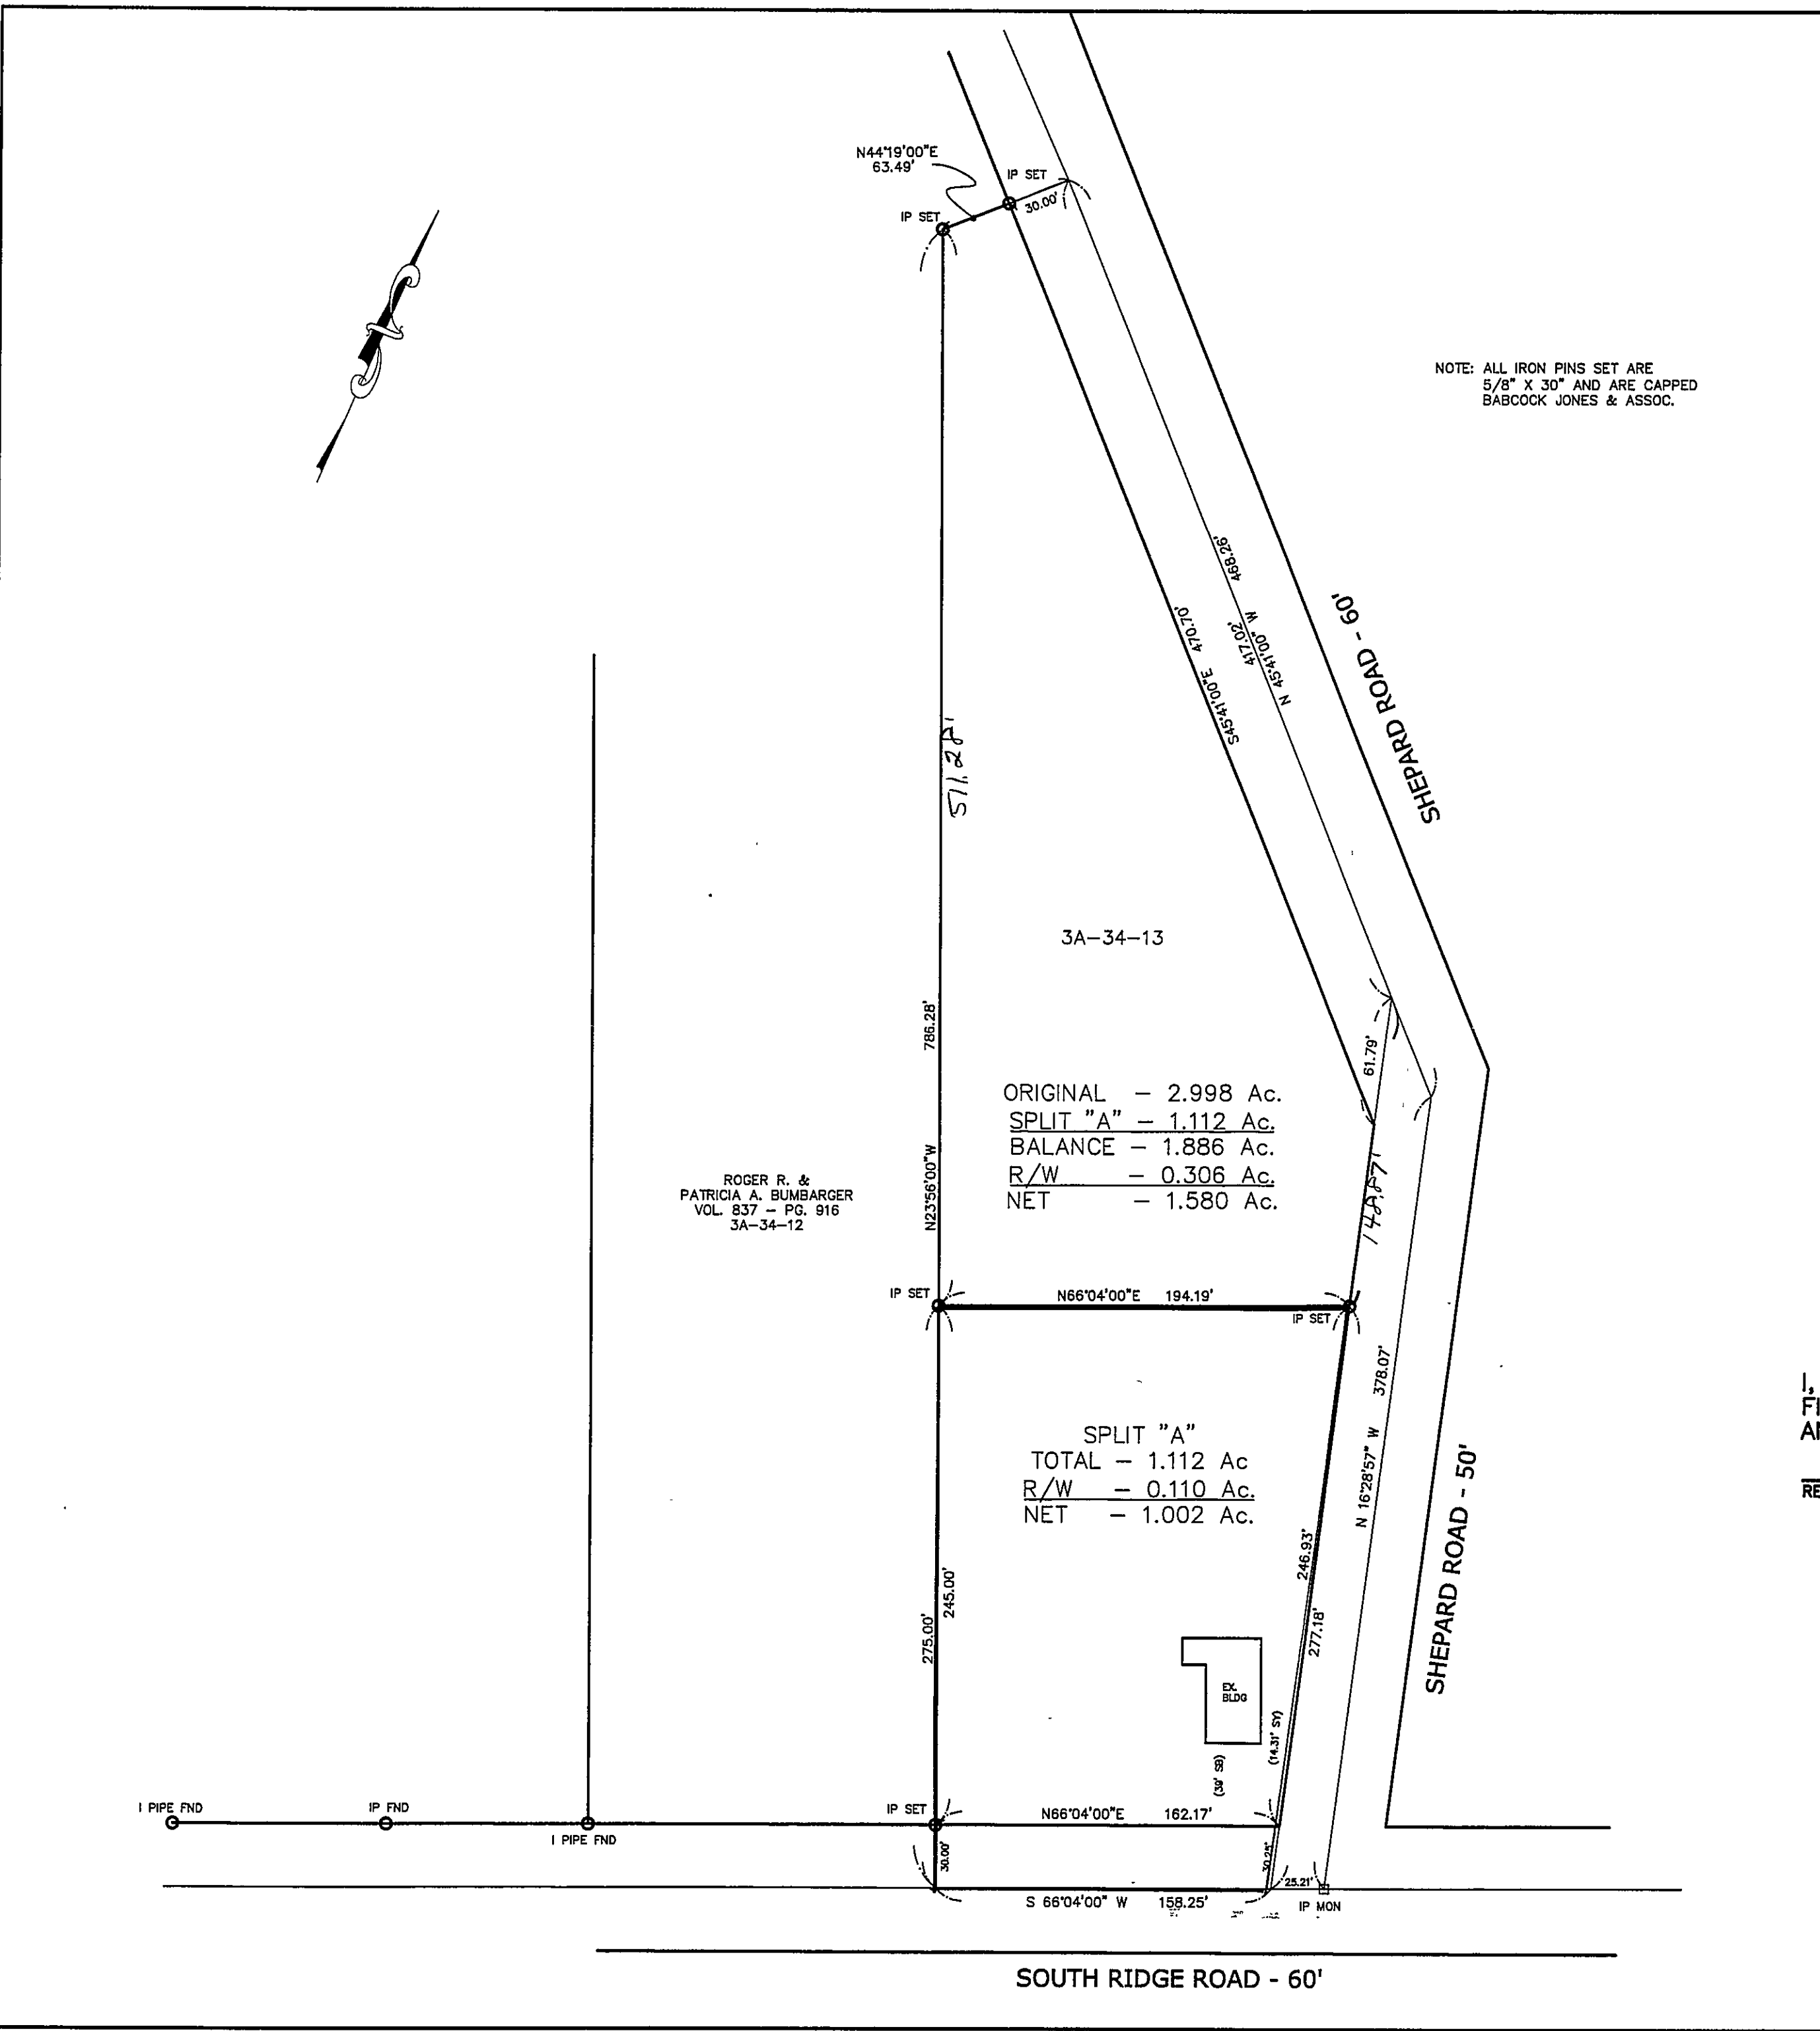 N44°19'00"E
63.49'
IP SET
30.00'
IP SET
NOTE: ALL IRON PINS SET ARE
5/8" X 30" AND ARE CAPPED
BABCOCK JONES & ASSOC.
468.26'
417.02'
N 45°41'00" W
S45°41'00"E 470.70'
SHEPARD ROAD - 60'
511.28'
3A-34-13
786.28'
N23°56'00"W
61.79'
148.87'
ORIGINAL - 2.998 Ac.
SPLIT "A" - 1.112 Ac.
BALANCE - 1.886 Ac.
R/W - 0.306 Ac.
NET - 1.580 Ac.
ROGER R. &
PATRICIA A. BUMBARGER
VOL. 837 - PG. 916
3A-34-12
IP SET
N66°04'00"E 194.19'
IP SET
N 16°28'57" W 378.07'
SHEPARD ROAD - 50'
I,
RE
SPLIT "A"
TOTAL - 1.112 Ac
R/W - 0.110 Ac.
NET - 1.002 Ac.
246.93'
277.18'
275.00'
245.00'
EX.
BLDG
(39' SB)
(14.31' SY)
I PIPE FND
IP FND
I PIPE FND
IP SET
N66°04'00"E 162.17'
30.00'
30.25'
25.21'
S 66°04'00" W 158.25'
IP MON
SOUTH RIDGE ROAD - 60'